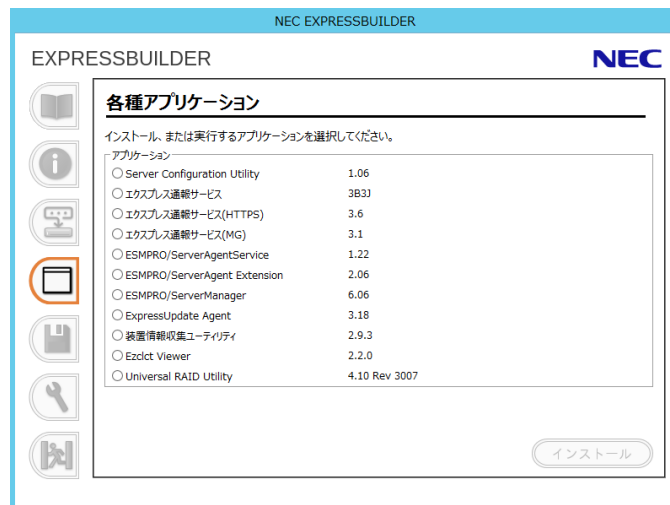 NEC EXPRESSBUILDER
EXPRESSBUILDER
NEC
各種アプリケーション
インストール、または実行するアプリケーションを選択してください。
アプリケーション
Server Configuration Utility 1.06
エクスプレス通報サービス 3B3J
エクスプレス通報サービス(HTTPS) 3.6
エクスプレス通報サービス(MG) 3.1
ESMPRO/ServerAgentService 1.22
ESMPRO/ServerAgent Extension 2.06
ESMPRO/ServerManager 6.06
ExpressUpdate Agent 3.18
装置情報収集ユーティリティ 2.9.3
Ezclct Viewer 2.2.0
Universal RAID Utility 4.10 Rev 3007
インストール